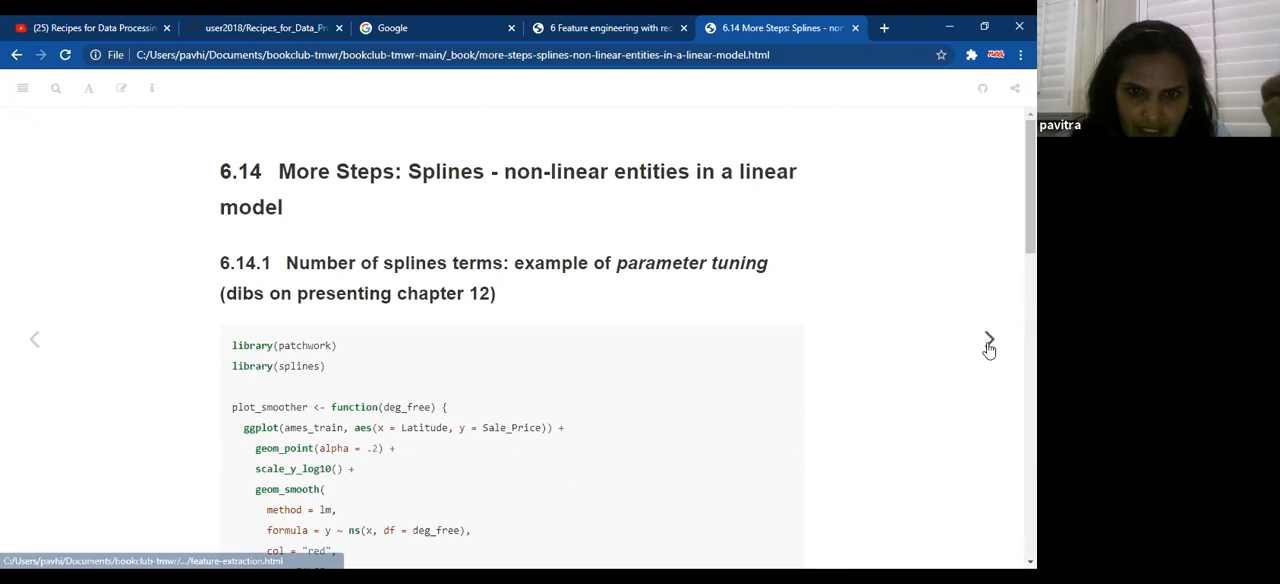 (25) Recipes for Data Processin
user2018/Recipes_for_Data_Pr
Google
6 Feature engineering with rec
6.14 More Steps: Splines - nor
File
C:/Users/pavhi/Documents/bookclub-tmwr/bookclub-tmwr-main/_book/more-steps-splines-non-linear-entities-in-a-linear-model.html
pavitra
6.14 More Steps: Splines - non-linear entities in a linear
model
6.14.1 Number of splines terms: example of parameter tuning
(dibs on presenting chapter 12)
library(patchwork)
library(splines)
plot_smoother <- function(deg_free) {
ggplot(ames_train, aes(x = Latitude, y = Sale_Price)) +
geom_point(alpha = .2) +
scale_y_log10() +
geom_smooth(
method = lm,
formula = y ~ ns(x, df = deg_free),
col = "red",
C:/Users/pavhi/Documents/bookclub-tmwr/.../feature-extraction.html